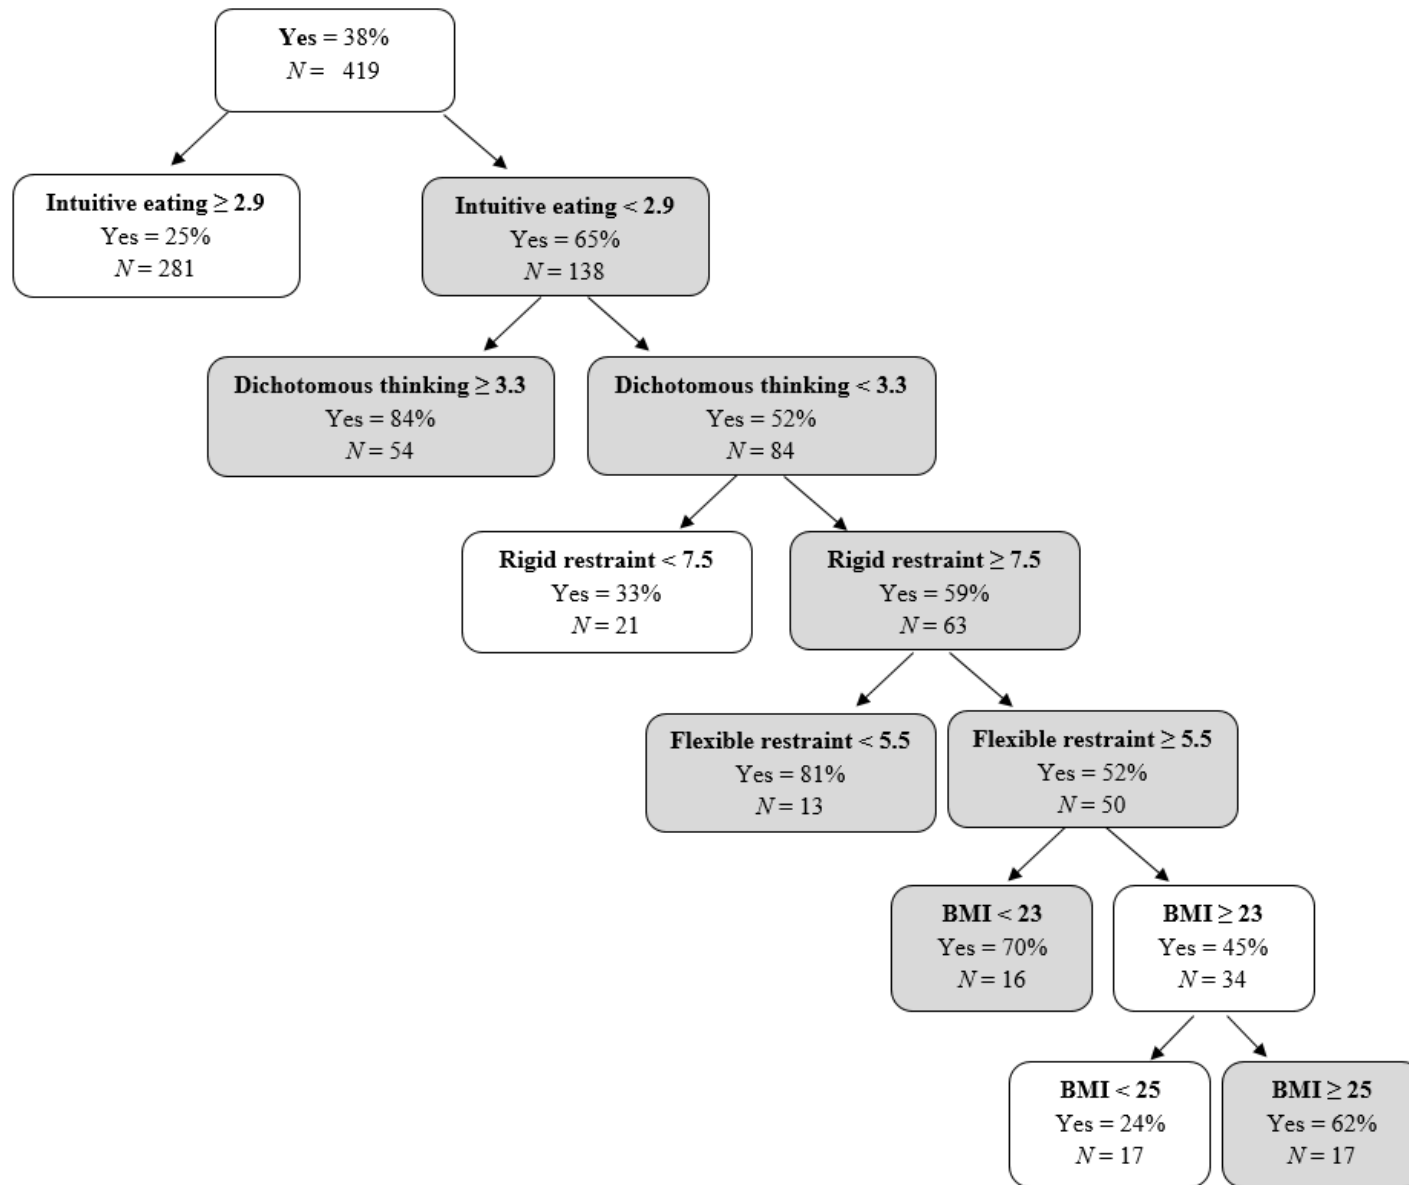 Yes = 38%
N = 419
Intuitive eating ≥ 2.9
Yes = 25%
N = 281
Intuitive eating < 2.9
Yes = 65%
N = 138
Dichotomous thinking ≥ 3.3
Yes = 84%
N = 54
Dichotomous thinking < 3.3
Yes = 52%
N = 84
Rigid restraint < 7.5
Yes = 33%
N = 21
Rigid restraint ≥ 7.5
Yes = 59%
N = 63
Flexible restraint < 5.5
Yes = 81%
N = 13
Flexible restraint ≥ 5.5
Yes = 52%
N = 50
BMI < 23
Yes = 70%
N = 16
BMI ≥ 23
Yes = 45%
N = 34
BMI < 25
Yes = 24%
N = 17
BMI ≥ 25
Yes = 62%
N = 17